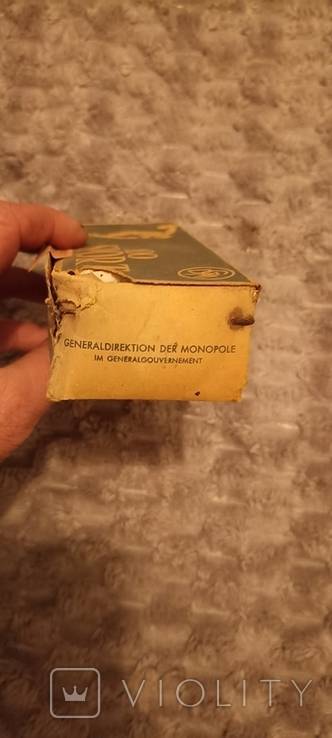 GENERALDIREKTION DER MONOPOLE
IM GENERALGOUVERNEMENT
VIOLITY